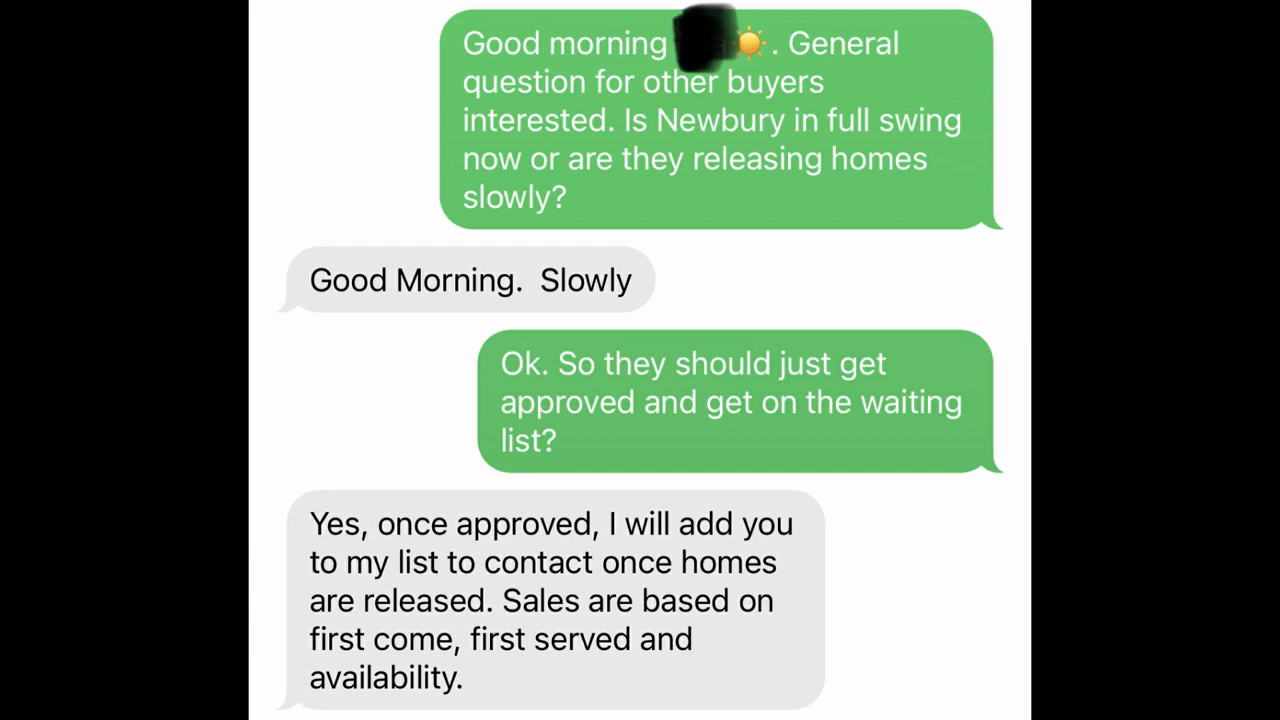 Good morning ☀️. General
question for other buyers
interested. Is Newbury in full swing
now or are they releasing homes
slowly?
Good Morning.  Slowly
Ok. So they should just get
approved and get on the waiting
list?
Yes, once approved, I will add you
to my list to contact once homes
are released. Sales are based on
first come, first served and
availability.